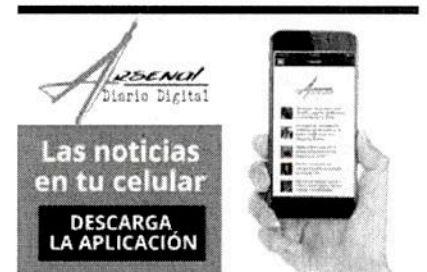 ARSENAL
Diario Digital
Las noticias
en tu celular
DESCARGA
LA APLICACIÓN